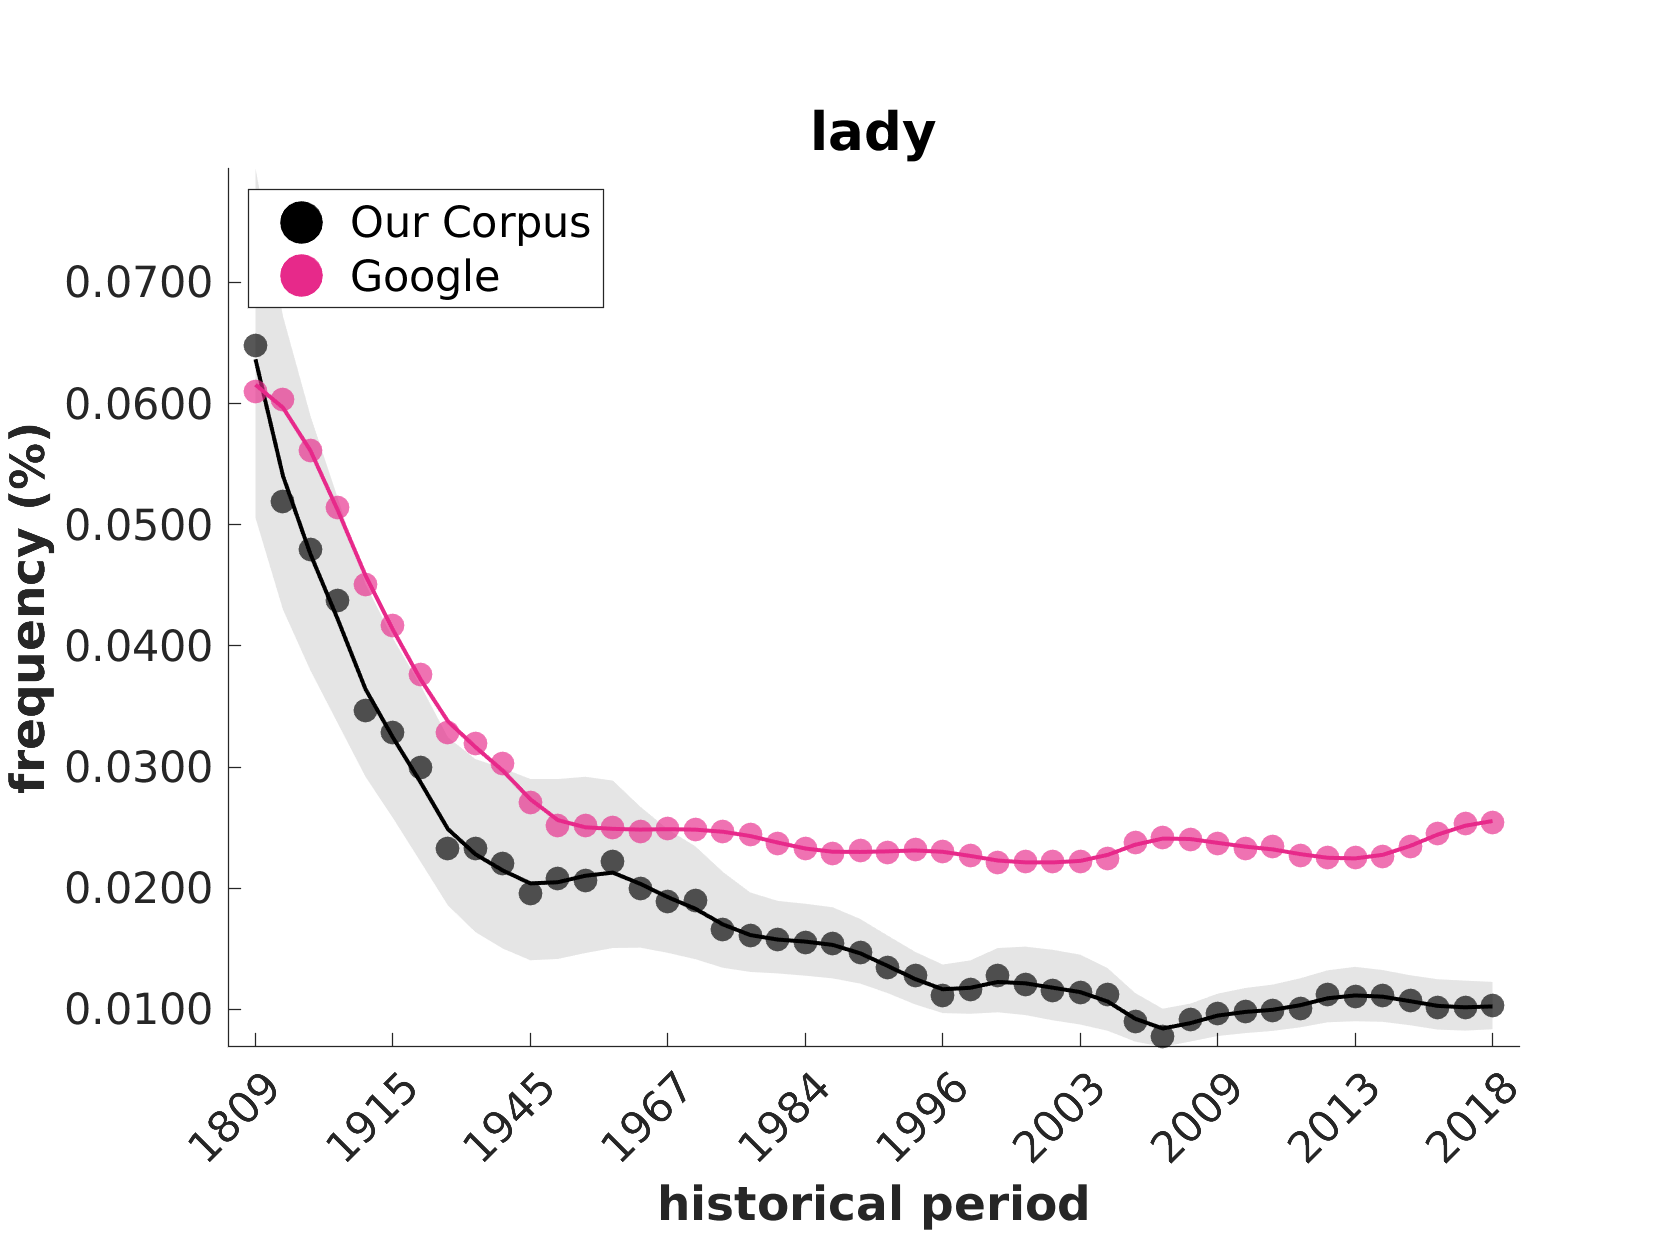 lady
Our Corpus
Google
0.0700
0.0600
0.0500
0.0400
0.0300
0.0200
0.0100
frequency (%)
1809 1915 1945 1967 1984 1996 2003 2009 2013 2018
historical period